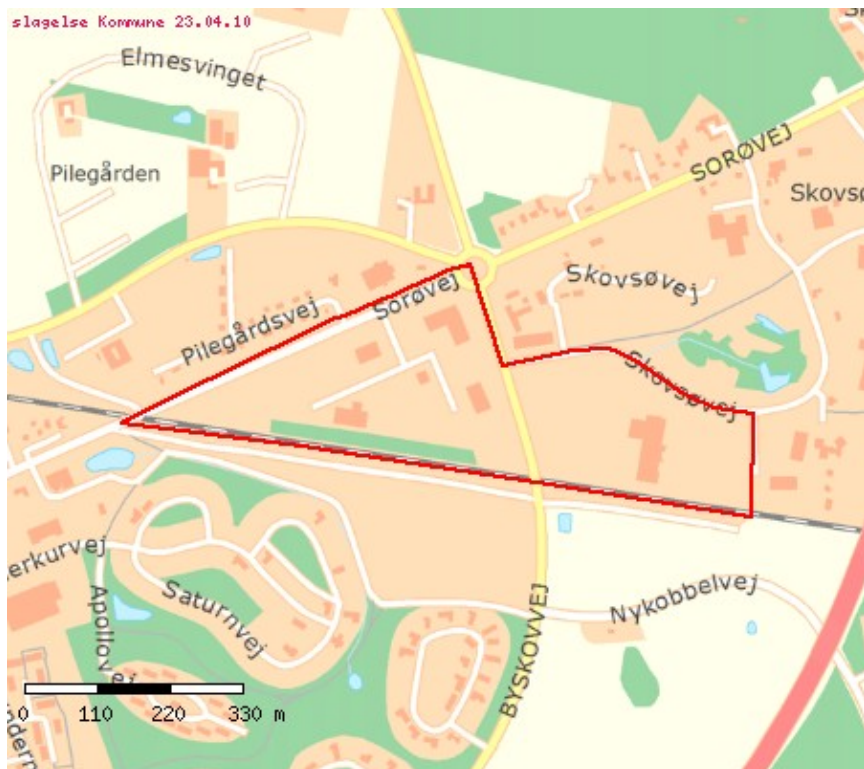 slagelse Kommune 23.04.10
Elmesvinget
SORØVEJ
Pilegården
Skovsø
Skovsøvej
Sorøvej
Pilegårdsvej
Skovsøvej
erkurvej
Apollovej
Saturnvej
Nykobbelvej
BYSKOVVEJ
0 110 220 330 m